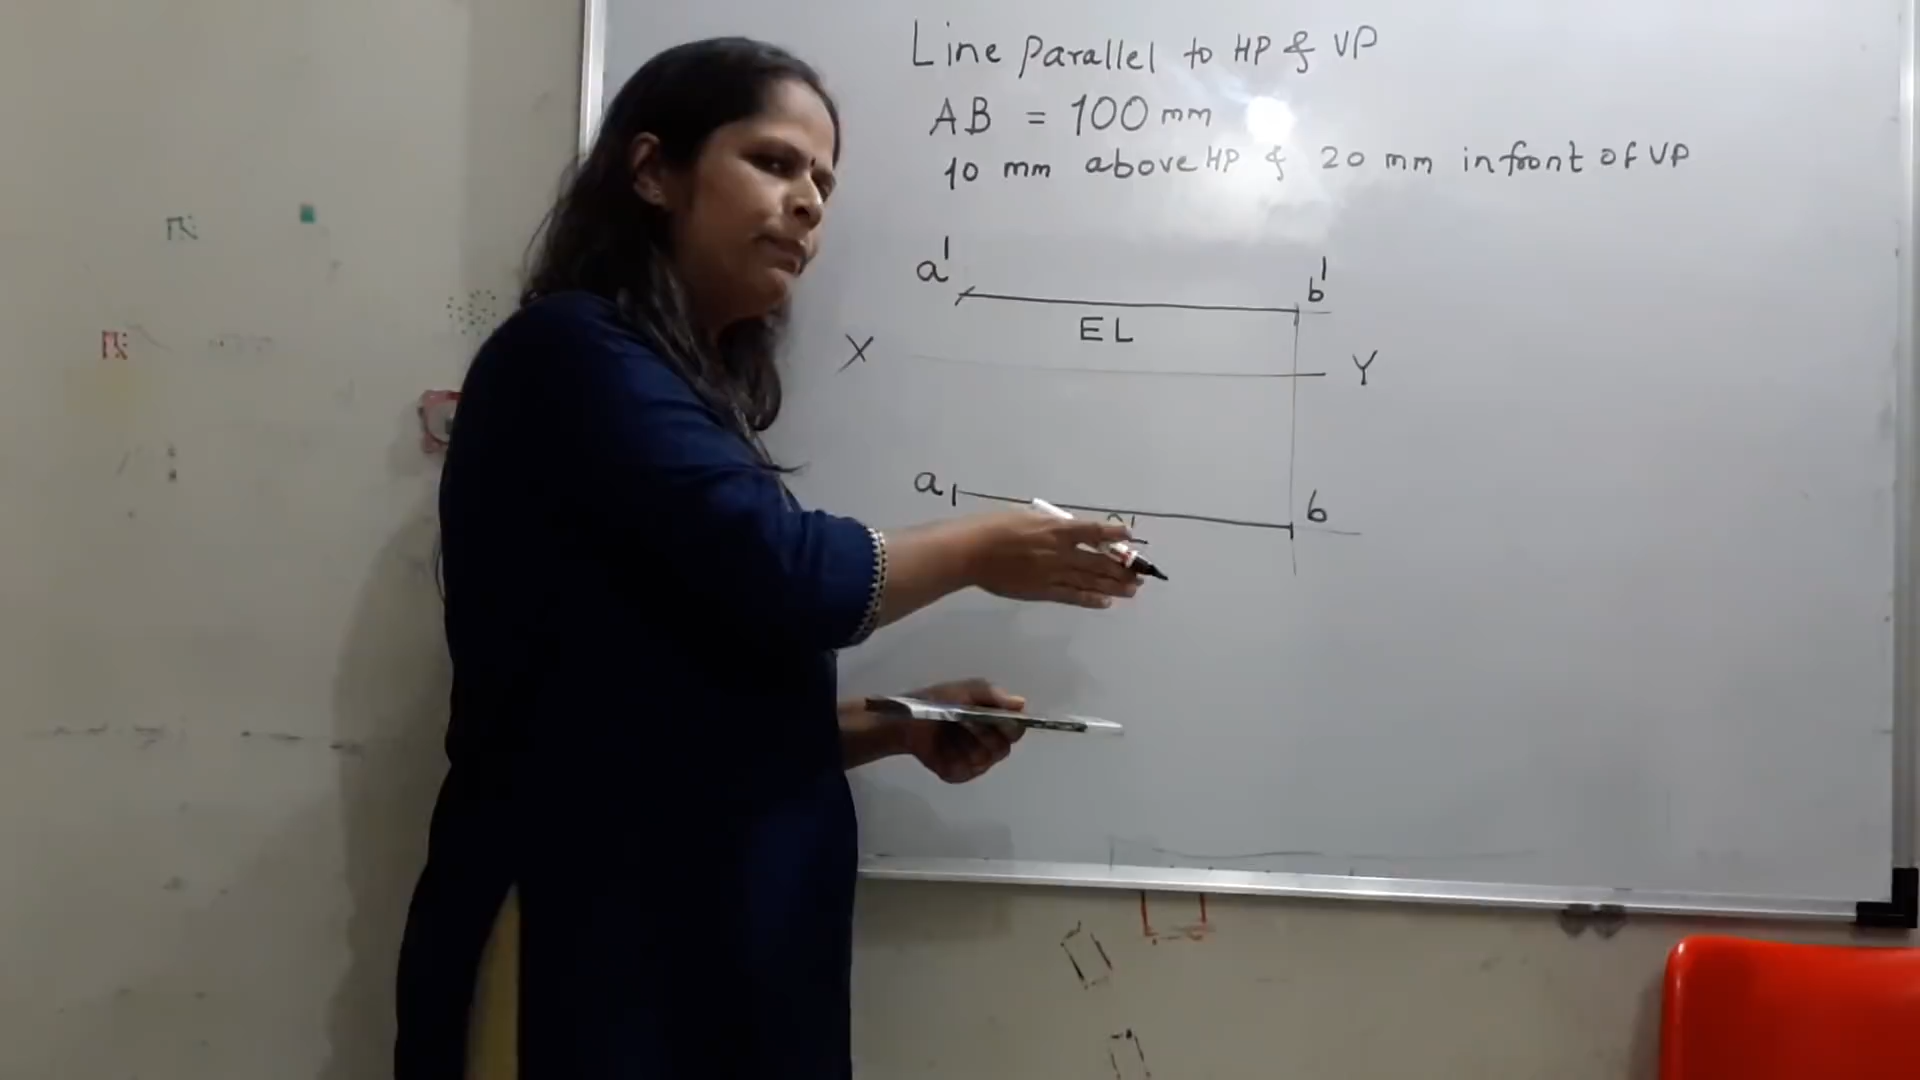 Line Parallel to HP & VP
AB = 100 mm
10 mm above HP & 20 mm infront of VP
a' b'
EL
X Y
a b